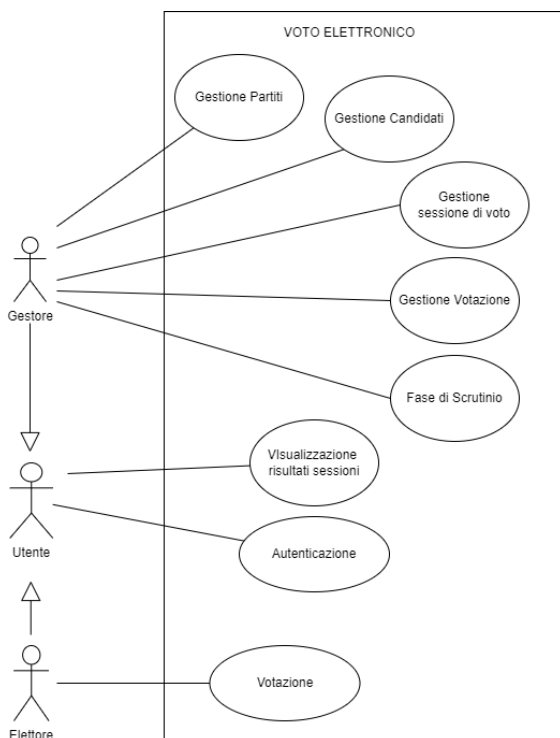 VOTO ELETTRONICO
Gestione Partiti
Gestione Candidati
Gestione
sessione di voto
Gestione Votazione
Gestore
Fase di Scrutinio
VIsualizzazione
risultati sessioni
Utente
Autenticazione
Votazione
Elettore